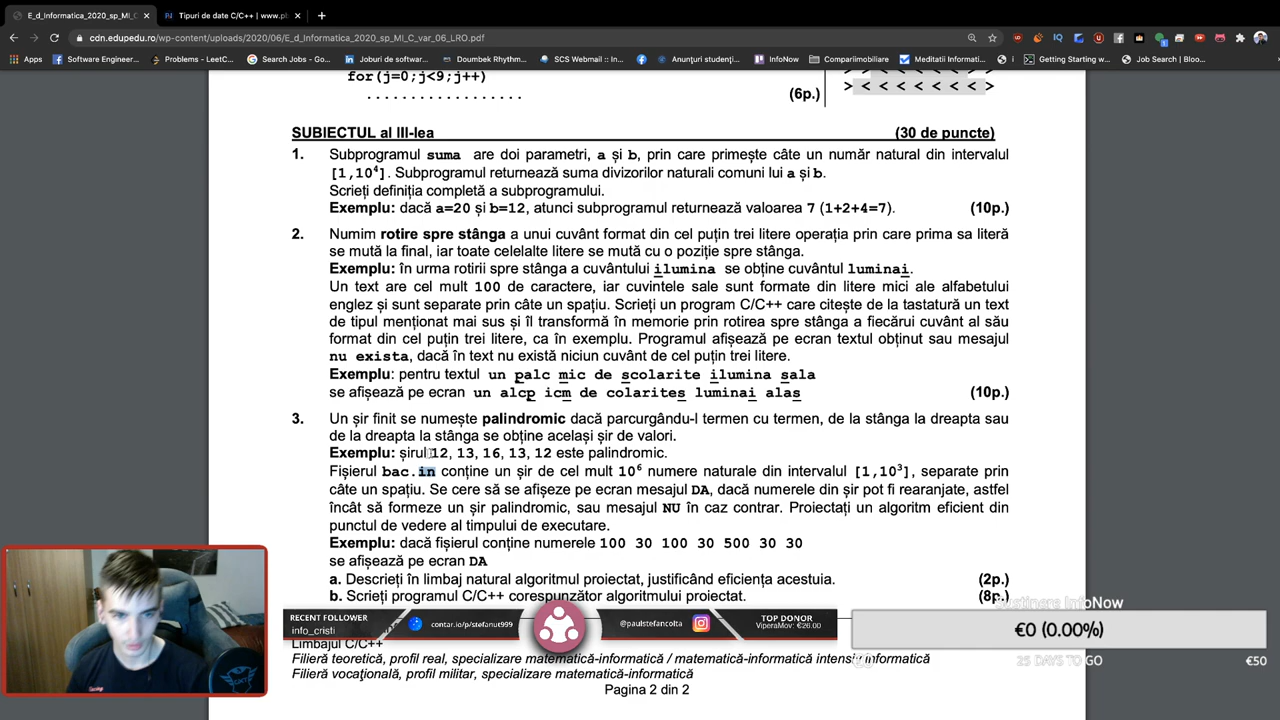 E_d_Informatica_2020_sp_MI_C
Tipuri de date C/C++ | www.pb
cdn.edupedu.ro/wp-content/uploads/2020/06/E_d_Informatica_2020_sp_MI_C_var_06_LRO.pdf
Apps Software Engineer... Problems - LeetC... Search Jobs - Go... Joburi de softwar... Doumbek Rhythm... SCS Webmail :: In... Anunţuri studenţi... InfoNow Compariimobiliare Meditatii Informati... i Getting Starting w... Job Search | Bloo...
for(j=0;j<9;j++)
. . . . . . . . . . . . . . . . . .
(6p.)
> < < < < < < < >
SUBIECTUL al III-lea (30 de puncte)
1. Subprogramul suma are doi parametri, a și b, prin care primește câte un număr natural din intervalul
[1,10⁴]. Subprogramul returnează suma divizorilor naturali comuni lui a și b.
Scrieți definiția completă a subprogramului.
Exemplu: dacă a=20 și b=12, atunci subprogramul returnează valoarea 7 (1+2+4=7). (10p.)
2. Numim rotire spre stânga a unui cuvânt format din cel puțin trei litere operația prin care prima sa literă
se mută la final, iar toate celelalte litere se mută cu o poziție spre stânga.
Exemplu: în urma rotirii spre stânga a cuvântului ilumina se obține cuvântul luminai.
Un text are cel mult 100 de caractere, iar cuvintele sale sunt formate din litere mici ale alfabetului
englez și sunt separate prin câte un spațiu. Scrieți un program C/C++ care citește de la tastatură un text
de tipul menționat mai sus și îl transformă în memorie prin rotirea spre stânga a fiecărui cuvânt al său
format din cel puțin trei litere, ca în exemplu. Programul afișează pe ecran textul obținut sau mesajul
nu exista, dacă în text nu există niciun cuvânt de cel puțin trei litere.
Exemplu: pentru textul un palc mic de scolarite ilumina sala
se afișează pe ecran un alcp icm de colarites luminai alas (10p.)
3. Un șir finit se numește palindromic dacă parcurgându-l termen cu termen, de la stânga la dreapta sau
de la dreapta la stânga se obține același șir de valori.
Exemplu: șirul 12, 13, 16, 13, 12 este palindromic.
Fișierul bac.in conține un șir de cel mult 10⁶ numere naturale din intervalul [1,10³], separate prin
câte un spațiu. Se cere să se afișeze pe ecran mesajul DA, dacă numerele din șir pot fi rearanjate, astfel
încât să formeze un șir palindromic, sau mesajul NU în caz contrar. Proiectați un algoritm eficient din
punctul de vedere al timpului de executare.
Exemplu: dacă fișierul conține numerele 100 30 100 30 500 30 30
se afișează pe ecran DA
a. Descrieți în limbaj natural algoritmul proiectat, justificând eficiența acestuia. (2p.)
b. Scrieți programul C/C++ corespunzător algoritmului proiectat. (8p.)
Sustinere InfoNow
RECENT FOLLOWER
info_cristi
contar.io/p/stefanut999
@paulstefancolta
TOP DONOR
ViperaMov: €26.00
€0 (0.00%)
Limbajul C/C++
Filieră teoretică, profil real, specializare matematică-informatică / matematică-informatică intensiv informatică
€0 25 DAYS TO GO €50
Filieră vocațională, profil militar, specializare matematică-informatică
Pagina 2 din 2